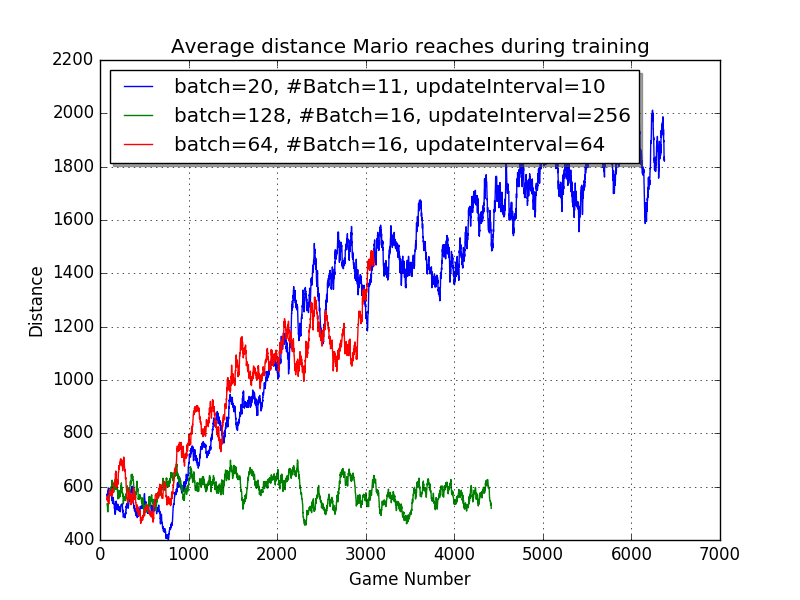 Average distance Mario reaches during training
2200
2000
1800
1600
1400
1200
1000
800
600
400
batch=20, #Batch=11, updateInterval=10
batch=128, #Batch=16, updateInterval=256
batch=64, #Batch=16, updateInterval=64
Distance
0 1000 2000 3000 4000 5000 6000 7000
Game Number